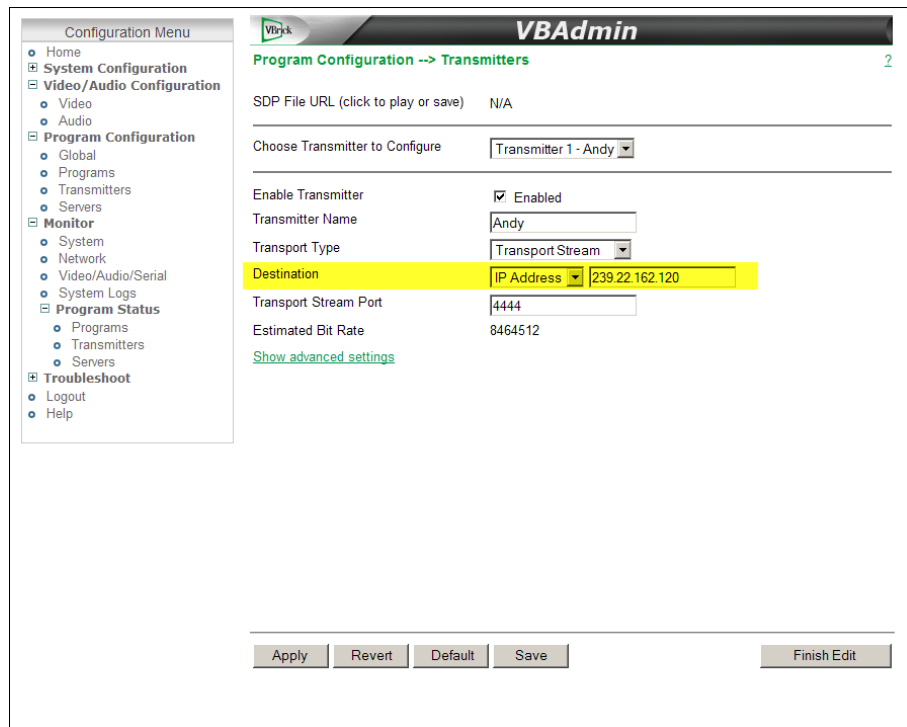 Configuration Menu
Home
System Configuration
Video/Audio Configuration
Video
Audio
Program Configuration
Global
Programs
Transmitters
Servers
Monitor
System
Network
Video/Audio/Serial
System Logs
Program Status
Programs
Transmitters
Servers
Troubleshoot
Logout
Help
VBrick
VBAdmin
Program Configuration --> Transmitters ?
SDP File URL (click to play or save) N/A
Choose Transmitter to Configure Transmitter 1 - Andy
Enable Transmitter Enabled
Transmitter Name Andy
Transport Type Transport Stream
Destination IP Address 239.22.162.120
Transport Stream Port 4444
Estimated Bit Rate 8464512
Show advanced settings
Apply Revert Default Save Finish Edit